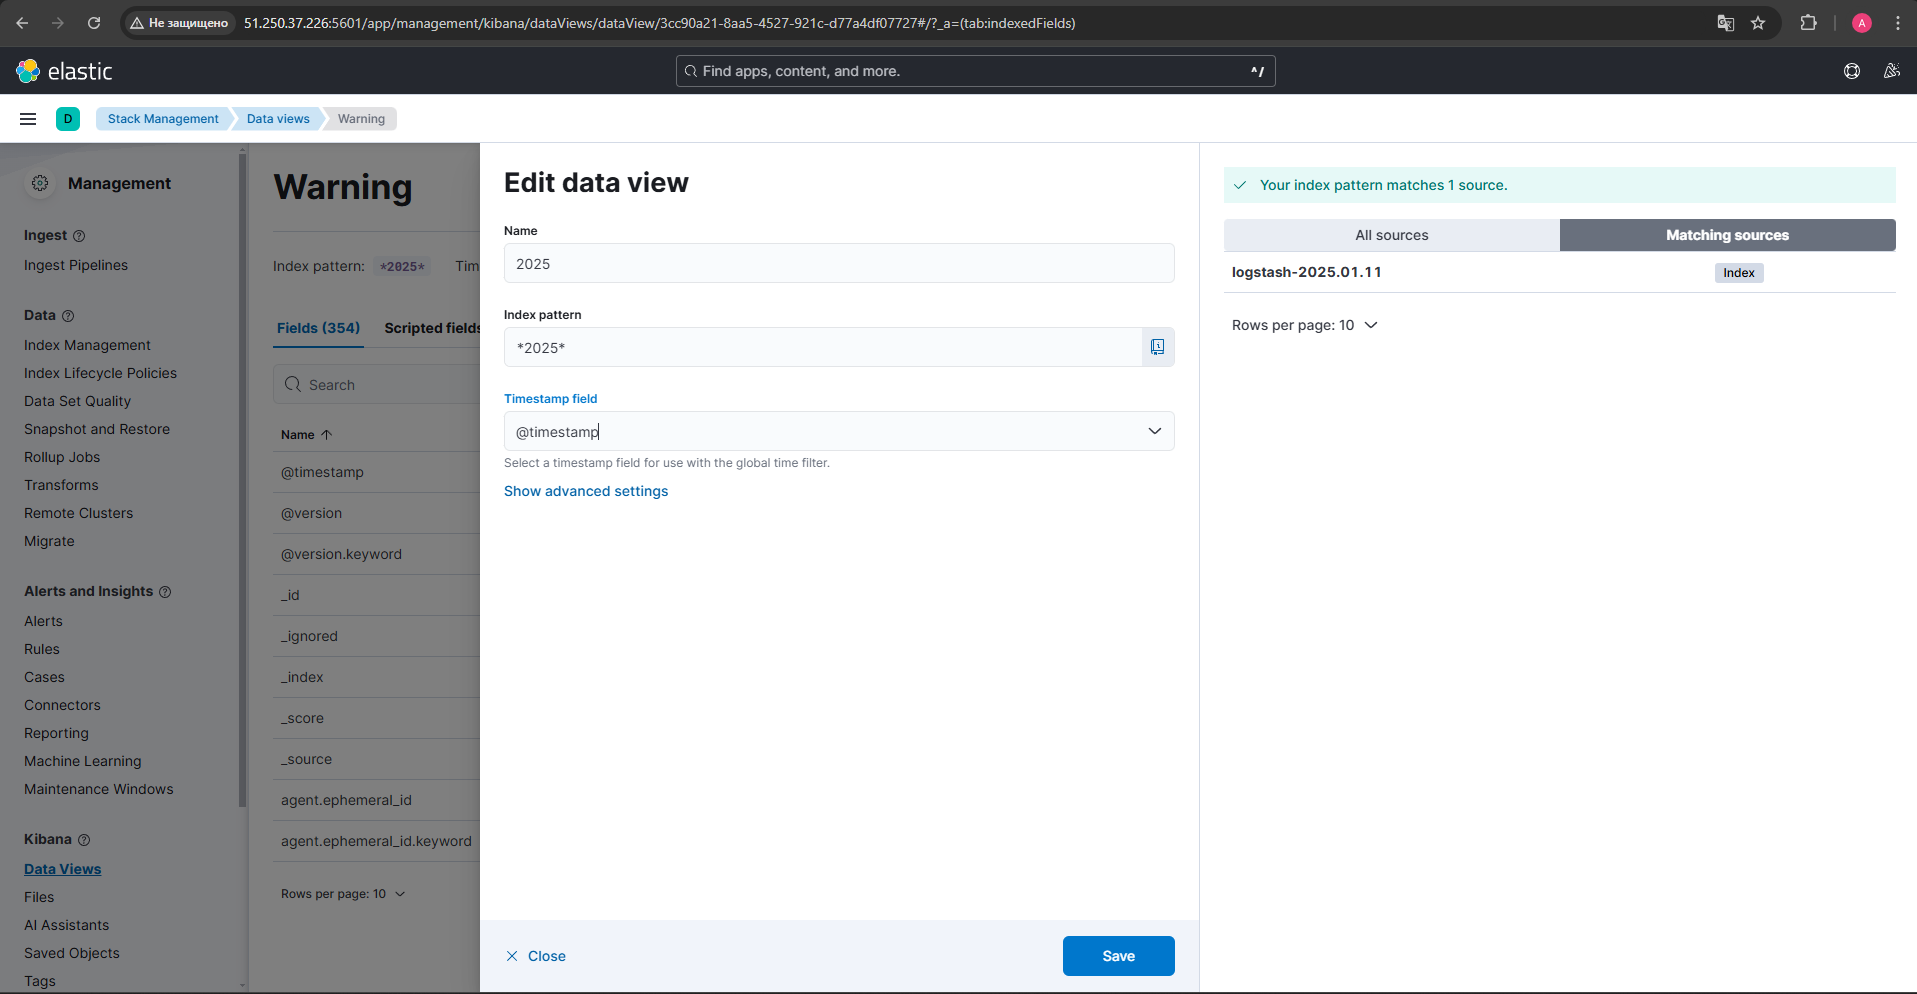 Не защищено
51.250.37.226:5601/app/management/kibana/dataViews/dataView/3cc90a21-8aa5-4527-921c-d77a4df07727#/?_a=(tab:indexedFields)
A
elastic
Find apps, content, and more.
^/
D
Stack Management
Data views
Warning
Management
Ingest
Ingest Pipelines
Data
Index Management
Index Lifecycle Policies
Data Set Quality
Snapshot and Restore
Rollup Jobs
Transforms
Remote Clusters
Migrate
Alerts and Insights
Alerts
Rules
Cases
Connectors
Reporting
Machine Learning
Maintenance Windows
Kibana
Data Views
Files
AI Assistants
Saved Objects
Tags
Warning
Index pattern: *2025* Tim
Fields (354) Scripted fields
Search
Name
@timestamp
@version
@version.keyword
_id
_ignored
_index
_score
_source
agent.ephemeral_id
agent.ephemeral_id.keyword
Rows per page: 10
Edit data view
Name
2025
Index pattern
*2025*
Timestamp field
@timestamp
Select a timestamp field for use with the global time filter.
Show advanced settings
Close
Save
Your index pattern matches 1 source.
All sources
Matching sources
logstash-2025.01.11
Index
Rows per page: 10